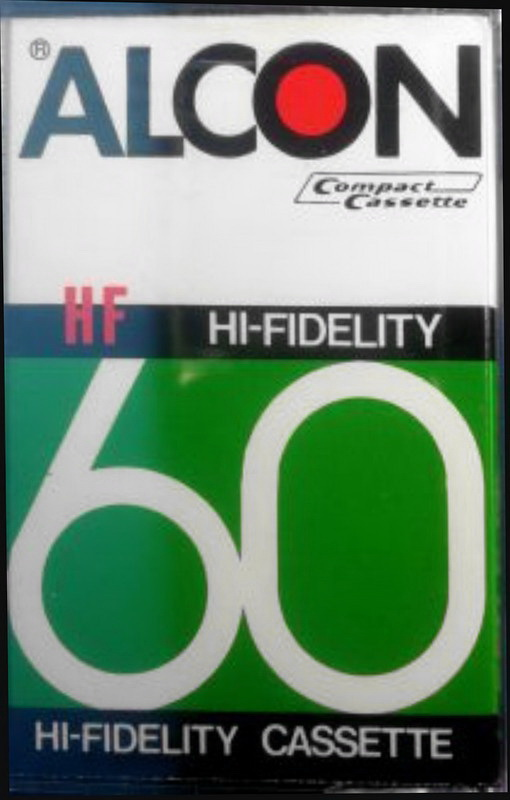 ® ALCON
Compact
Cassette
HF HI-FIDELITY
60
HI-FIDELITY CASSETTE